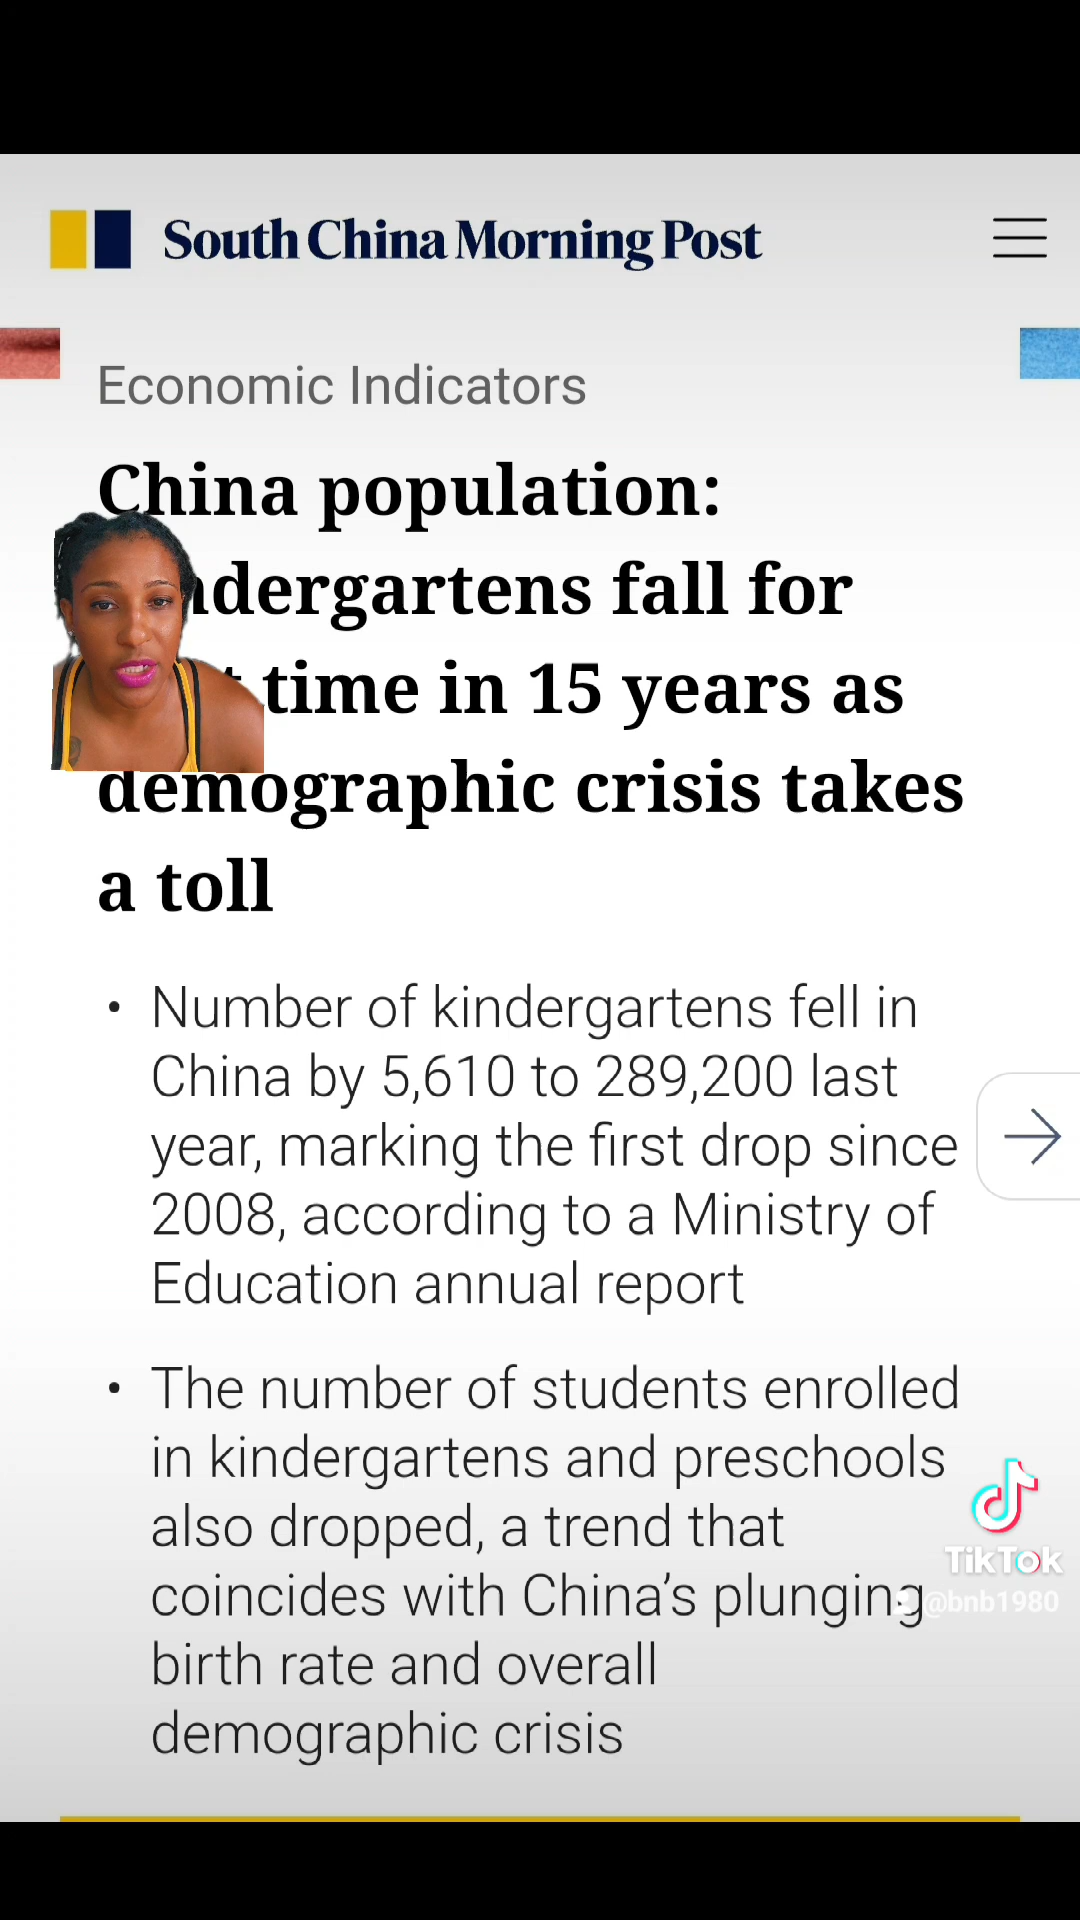 South China Morning Post
Economic Indicators
China population:
fall for
time in 15 years as
demographic crisis takes
a toll
• Number of kindergartens fell in
China by 5,610 to 289,200 last
year, marking the first drop since
2008, according to a Ministry of
Education annual report
• The number of students enrolled
in kindergartens and preschools
also dropped, a trend that
coincides with China's plunging
birth rate and overall
demographic crisis
TikTok
@bnb1980